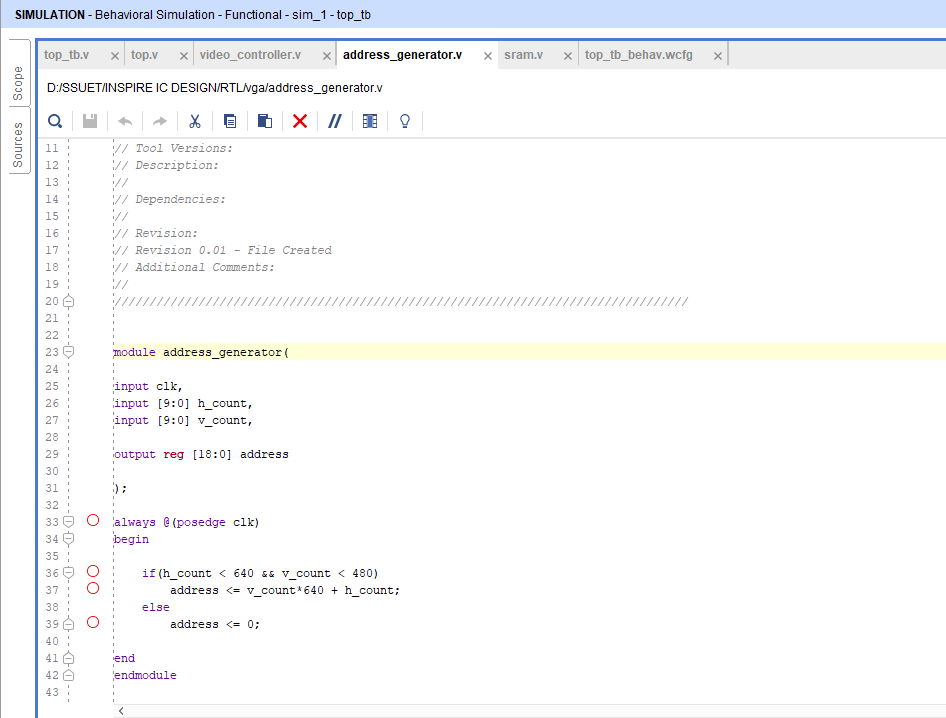 SIMULATION - Behavioral Simulation - Functional - sim_1 - top_tb
Scope
Sources
top_tb.v × top.v × video_controller.v × address_generator.v × sram.v × top_tb_behav.wcfg ×
D:/SSUET/INSPIRE IC DESIGN/RTL/vga/address_generator.v
11 // Tool Versions:
12 // Description:
13 //
14 // Dependencies:
15 //
16 // Revision:
17 // Revision 0.01 - File Created
18 // Additional Comments:
19 //
20 //////////////////////////////////////////////////////////////////////////////////
21
22
23 module address_generator(
24
25 input clk,
26 input [9:0] h_count,
27 input [9:0] v_count,
28
29 output reg [18:0] address
30
31 );
32
33 always @(posedge clk)
34 begin
35
36     if(h_count < 640 && v_count < 480)
37         address <= v_count*640 + h_count;
38     else
39         address <= 0;
40
41 end
42 endmodule
43